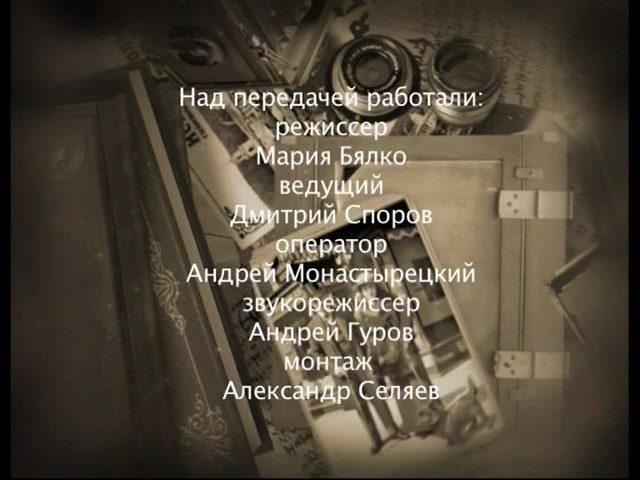 Над передачей работали:
режиссер
Мария Бялко
ведущий
Дмитрий Споров
оператор
Андрей Монастырецкий
звукорежиссер
Андрей Гуров
монтаж
Александр Селяев